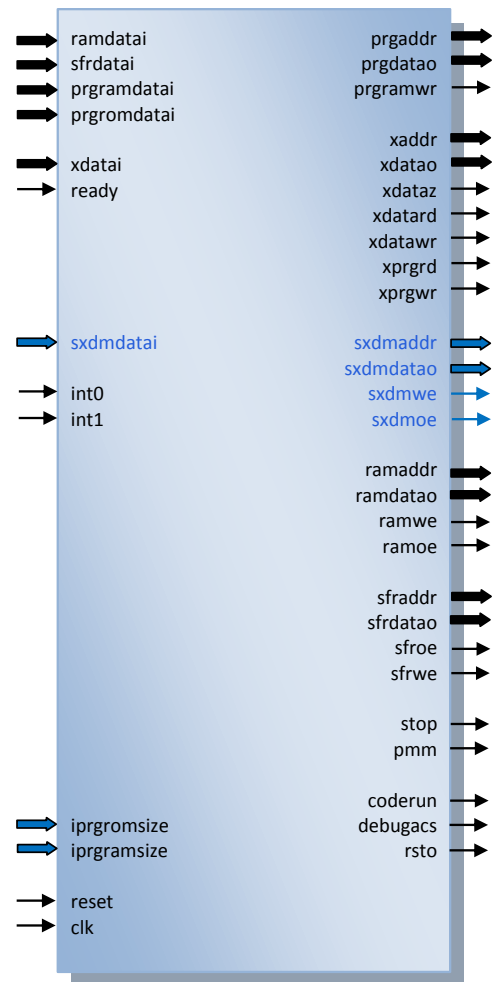 ramdatai
sfrdatai
prgramdatai
prgromdatai
xdatai
ready
sxdmdatai
int0
int1
iprgromsize
iprgramsize
reset
clk
prgaddr
prgdatao
prgramwr
xaddr
xdatao
xdataz
xdatard
xdatawr
xprgrd
xprgwr
sxdmaddr
sxdmdatao
sxdmwe
sxdmoe
ramaddr
ramdatao
ramwe
ramoe
sfraddr
sfrdatao
sfroe
sfrwe
stop
pmm
coderun
debugacs
rsto